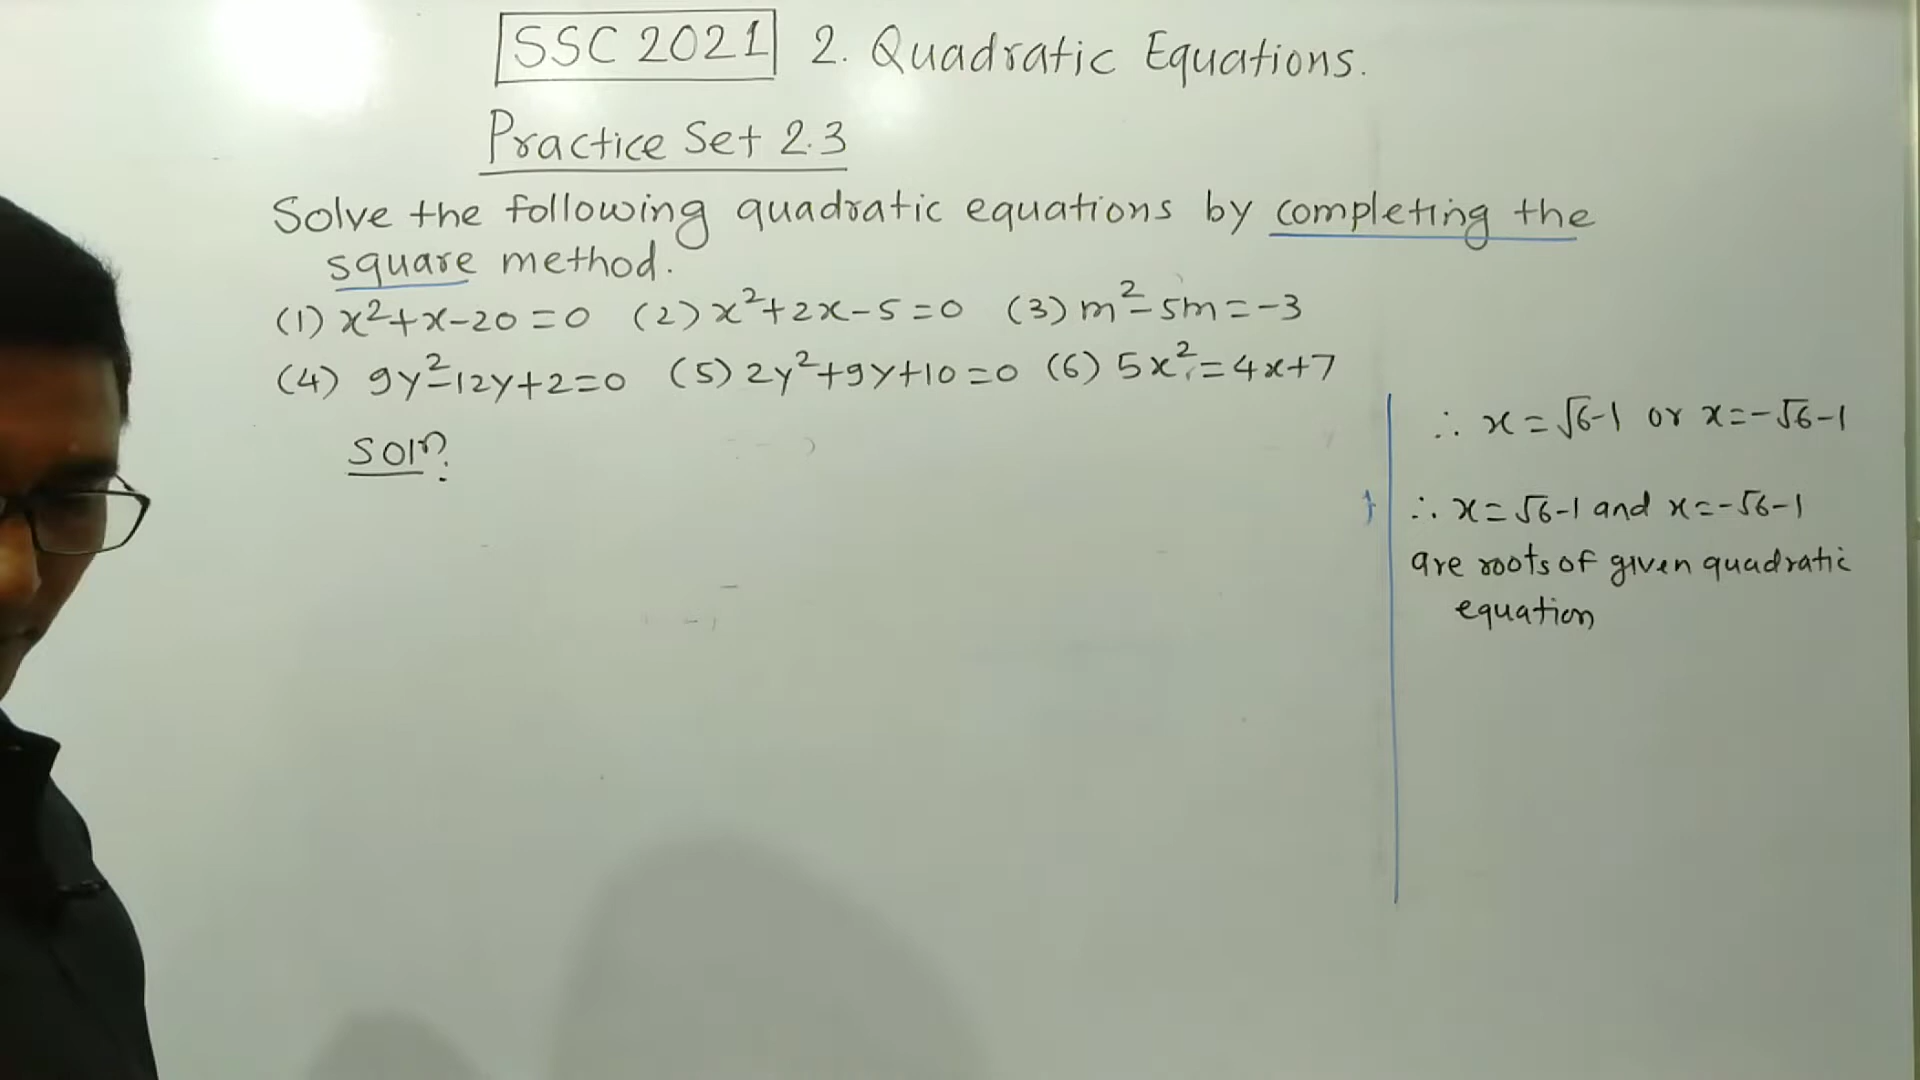 SSC 2021 2. Quadratic Equations.
Practice Set 2.3
Solve the following quadratic equations by completing the
square method.
(1) x²+x-20=0 (2) x²+2x-5=0 (3) m²-5m=-3
(4) 9y²-12y+2=0 (5) 2y²+9y+10=0 (6) 5x²=4x+7
Solⁿ:
∴ x=√6-1 or x=-√6-1
∴ x=√6-1 and x=-√6-1
are roots of given quadratic
equation